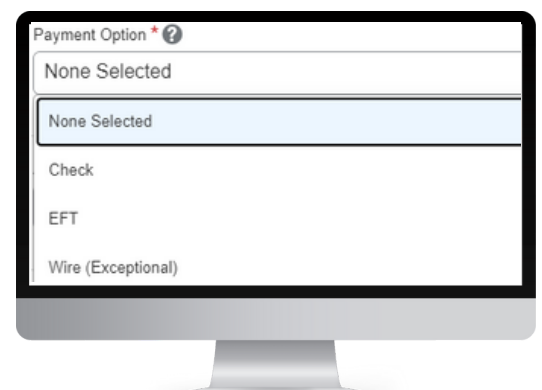 Payment Option * ?
None Selected
None Selected
Check
EFT
Wire (Exceptional)